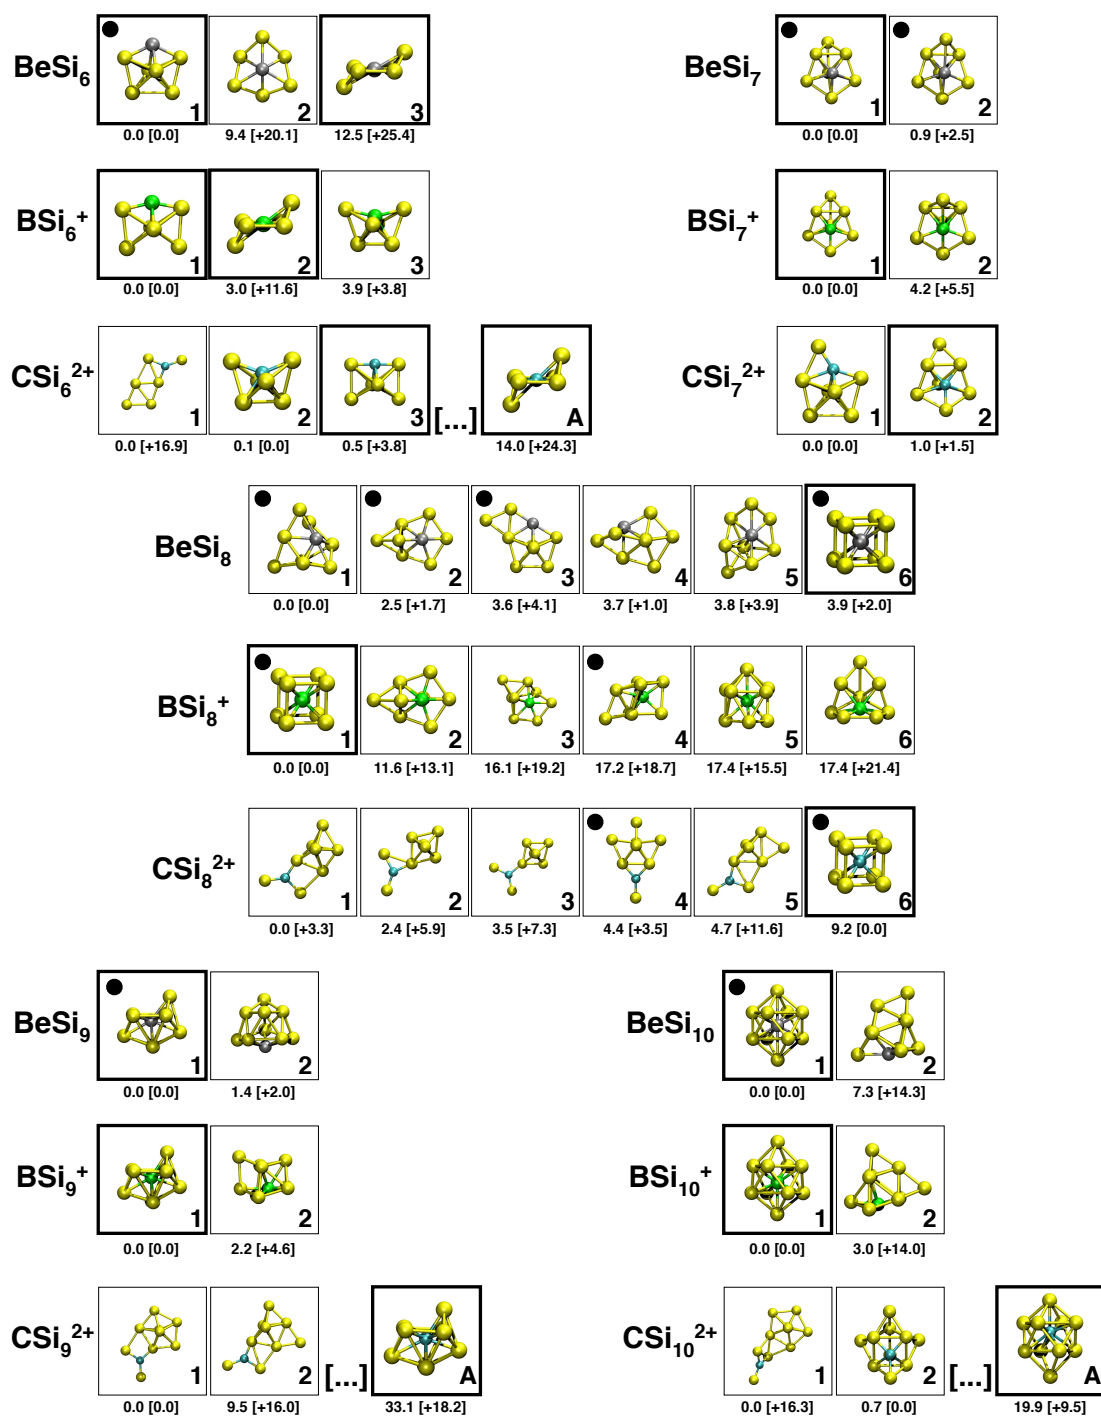 BeSi6 1 2 3
0.0 [0.0] 9.4 [+20.1] 12.5 [+25.4]
BeSi7 1 2
0.0 [0.0] 0.9 [+2.5]
BSi6+ 1 2 3
0.0 [0.0] 3.0 [+11.6] 3.9 [+3.8]
BSi7+ 1 2
0.0 [0.0] 4.2 [+5.5]
CSi62+ 1 2 3 [...] A
0.0 [+16.9] 0.1 [0.0] 0.5 [+3.8] 14.0 [+24.3]
CSi72+ 1 2
0.0 [0.0] 1.0 [+1.5]
BeSi8 1 2 3 4 5 6
0.0 [0.0] 2.5 [+1.7] 3.6 [+4.1] 3.7 [+1.0] 3.8 [+3.9] 3.9 [+2.0]
BSi8+ 1 2 3 4 5 6
0.0 [0.0] 11.6 [+13.1] 16.1 [+19.2] 17.2 [+18.7] 17.4 [+15.5] 17.4 [+21.4]
CSi82+ 1 2 3 4 5 6
0.0 [+3.3] 2.4 [+5.9] 3.5 [+7.3] 4.4 [+3.5] 4.7 [+11.6] 9.2 [0.0]
BeSi9 1 2
0.0 [0.0] 1.4 [+2.0]
BeSi10 1 2
0.0 [0.0] 7.3 [+14.3]
BSi9+ 1 2
0.0 [0.0] 2.2 [+4.6]
BSi10+ 1 2
0.0 [0.0] 3.0 [+14.0]
CSi92+ 1 2 [...] A
0.0 [0.0] 9.5 [+16.0] 33.1 [+18.2]
CSi102+ 1 2 [...] A
0.0 [+16.3] 0.7 [0.0] 19.9 [+9.5]